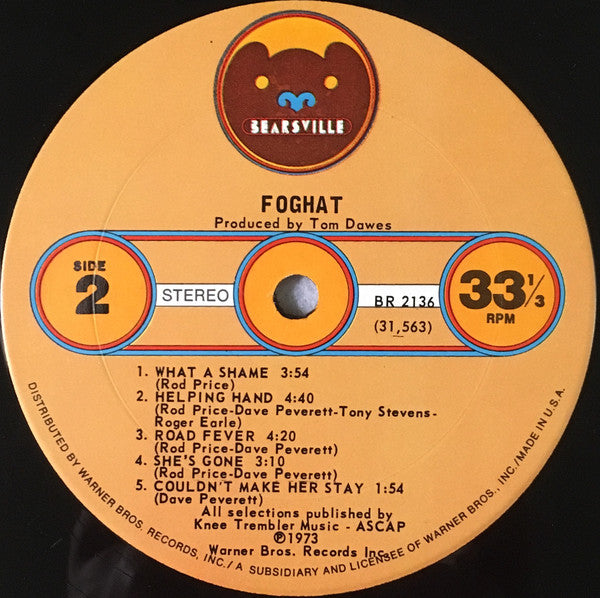 BEARSVILLE
FOGHAT
Produced by Tom Dawes
SIDE
2
STEREO
BR 2136
(31,563)
33 1/3
RPM
1. WHAT A SHAME 3:54
(Rod Price)
2. HELPING HAND 4:40
(Rod Price-Dave Peverett-Tony Stevens-
Roger Earle)
3. ROAD FEVER 4:20
(Rod Price-Dave Peverett)
4. SHE'S GONE 3:10
(Rod Price-Dave Peverett)
5. COULDN'T MAKE HER STAY 1:54
(Dave Peverett)
All selections published by
Knee Trembler Music - ASCAP
℗1973
Warner Bros. Records Inc.
DISTRIBUTED BY WARNER BROS. RECORDS, INC./A SUBSIDIARY AND LICENSEE OF WARNER BROS., INC./MADE IN U.S.A.